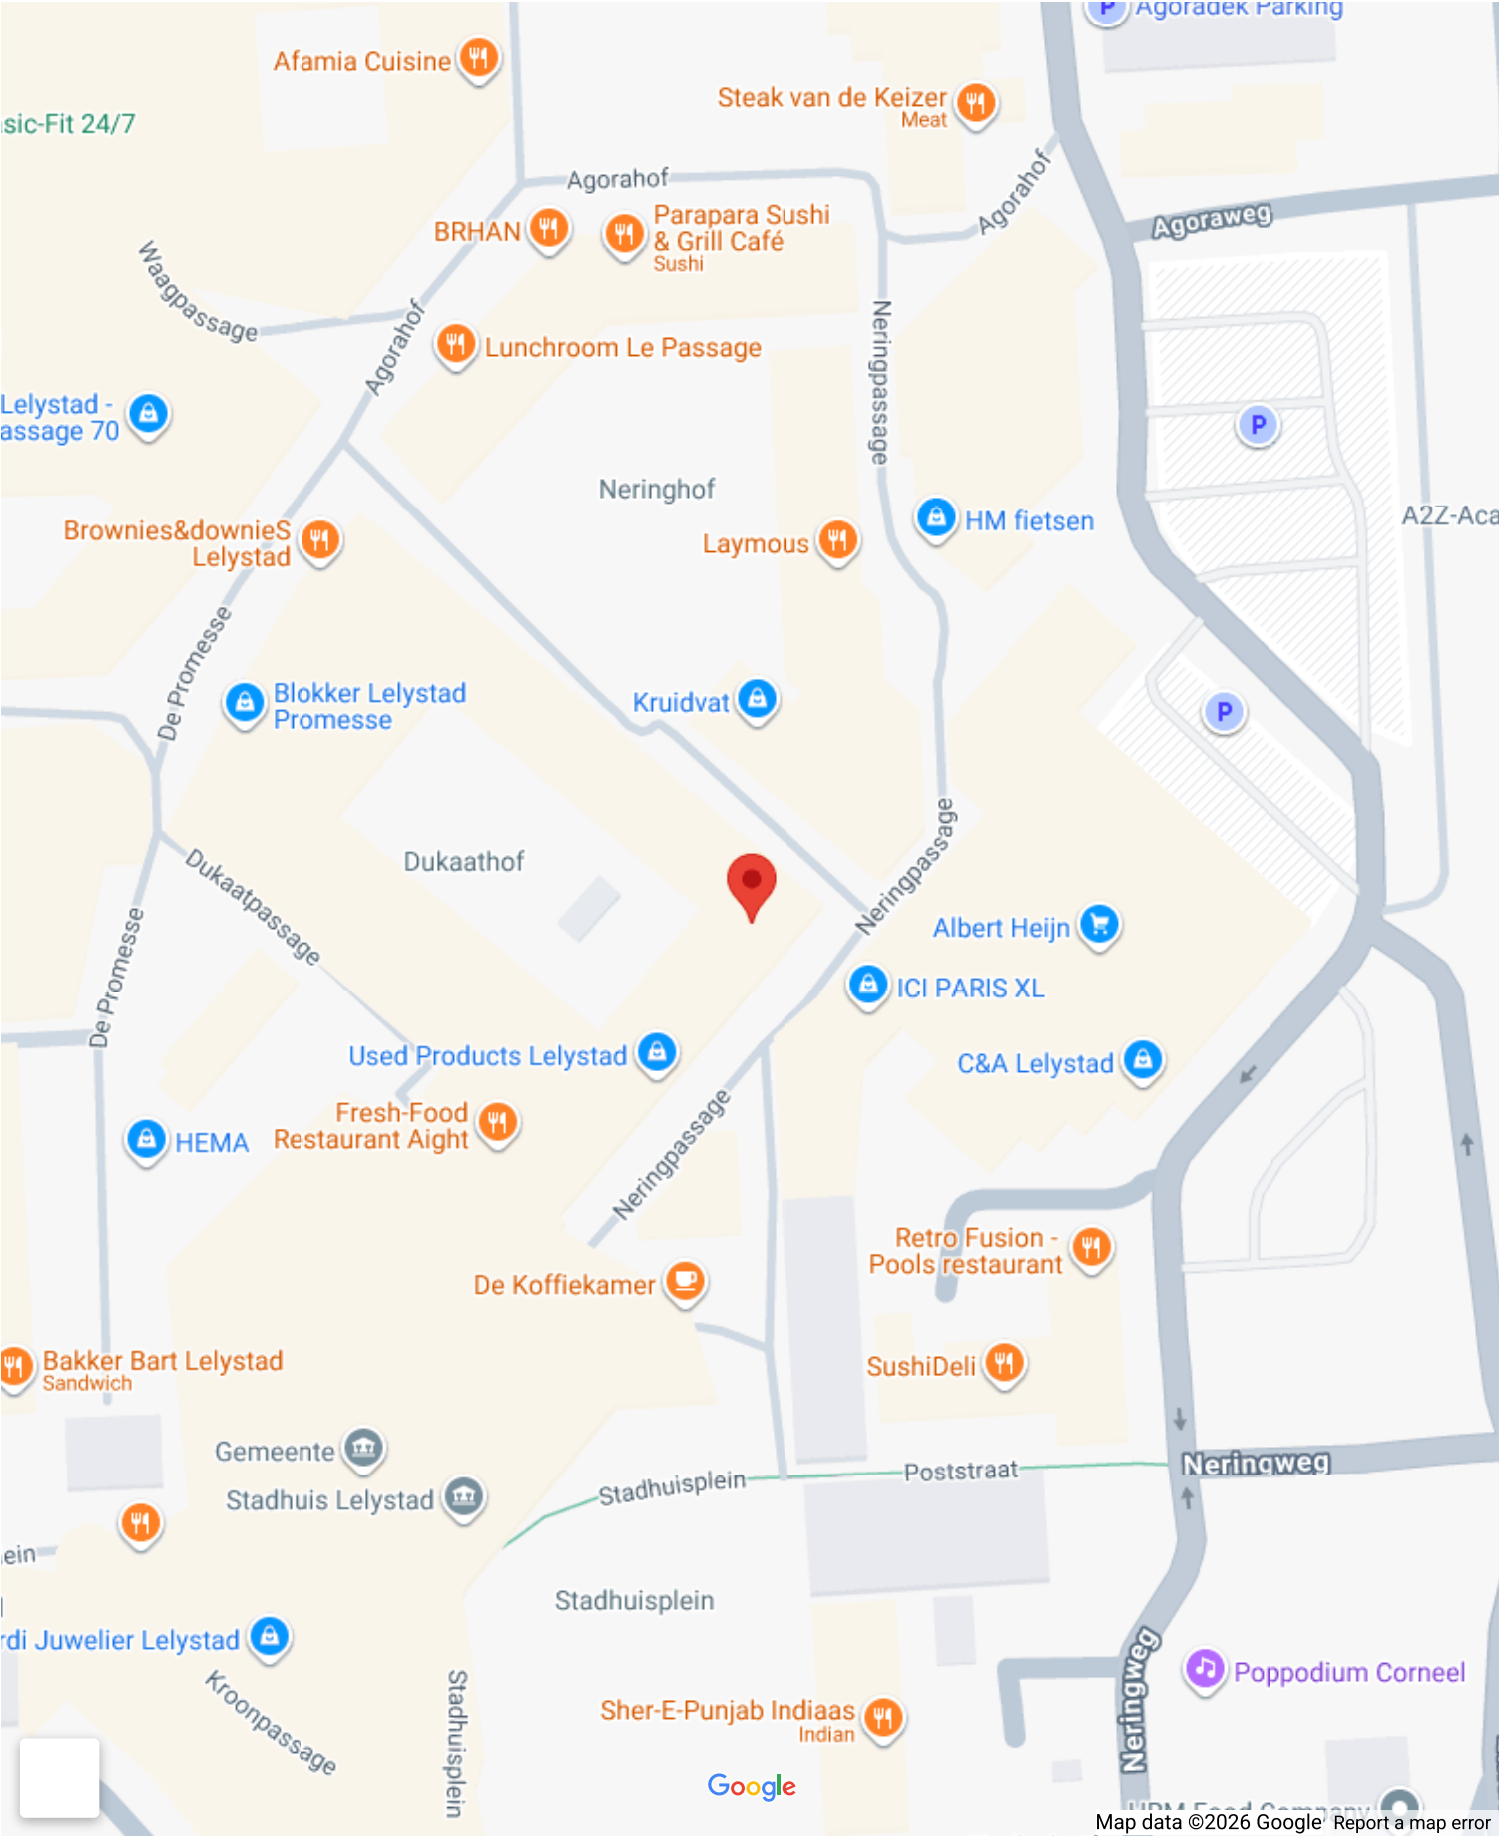 Agoradek Parking
Afamia Cuisine
Steak van de Keizer
Meat
sic-Fit 24/7
Agorahof
Agorahof
Agoraweg
BRHAN
Parapara Sushi
& Grill Café
Sushi
Waagpassage
Agorahof
Lunchroom Le Passage
Neringpassage
Lelystad -
assage 70
P
Neringhof
A2Z-Aca
Brownies&downieS
Lelystad
Laymous
HM fietsen
De Promesse
Blokker Lelystad
Promesse
Kruidvat
P
Neringpassage
Dukaathof
Dukaatpassage
Albert Heijn
De Promesse
ICI PARIS XL
Used Products Lelystad
C&A Lelystad
Fresh-Food
Restaurant Aight
HEMA
Neringpassage
Retro Fusion -
Pools restaurant
De Koffiekamer
Bakker Bart Lelystad
Sandwich
SushiDeli
Gemeente
Stadhuis Lelystad
Stadhuisplein
Poststraat
Neringweg
ein
Stadhuisplein
rdi Juwelier Lelystad
Kroonpassage
Stadhuisplein
Neringweg
Poppodium Corneel
Sher-E-Punjab Indiaas
Indian
Google
Map data ©2026 Google
Report a map error